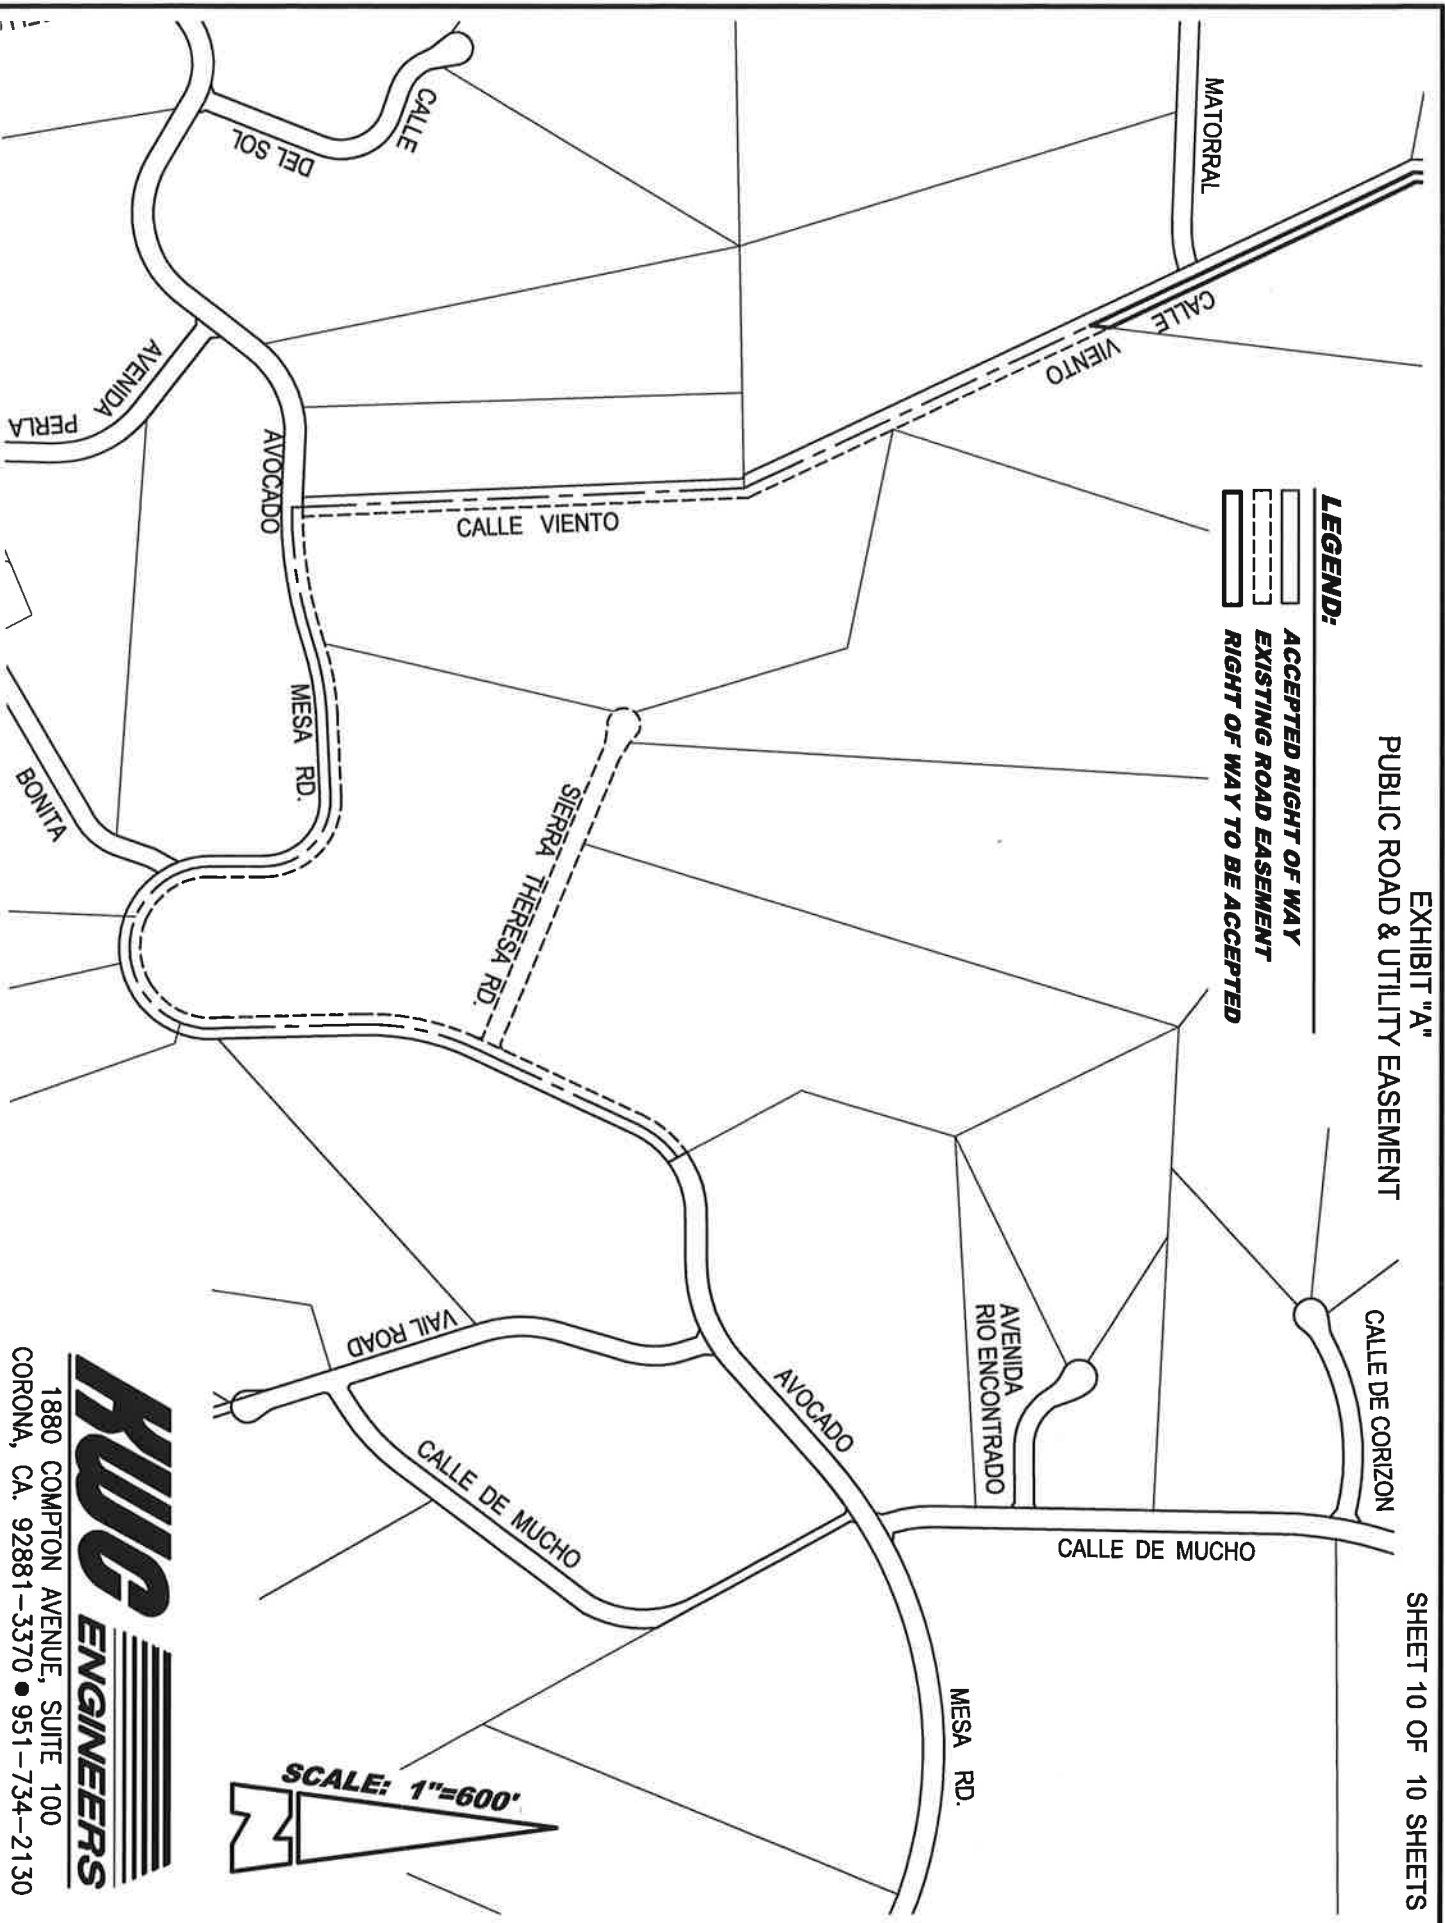 EXHIBIT "A"
PUBLIC ROAD & UTILITY EASEMENT
SHEET 10 OF 10 SHEETS
LEGEND:
ACCEPTED RIGHT OF WAY
EXISTING ROAD EASEMENT
RIGHT OF WAY TO BE ACCEPTED
MATORRAL
CALLE
VIENTO
CALLE VIENTO
CALLE
DEL SOL
AVENIDA
PERLA
AVOCADO
MESA RD.
BONITA
SIERRA THERESA RD.
CALLE DE CORIZON
AVENIDA
RIO ENCONTRADO
CALLE DE MUCHO
AVOCADO
MESA RD.
VAIL ROAD
CALLE DE MUCHO
SCALE: 1"=600'
N
KWC ENGINEERS
1880 COMPTON AVENUE, SUITE 100
CORONA, CA. 92881-3370 ● 951-734-2130